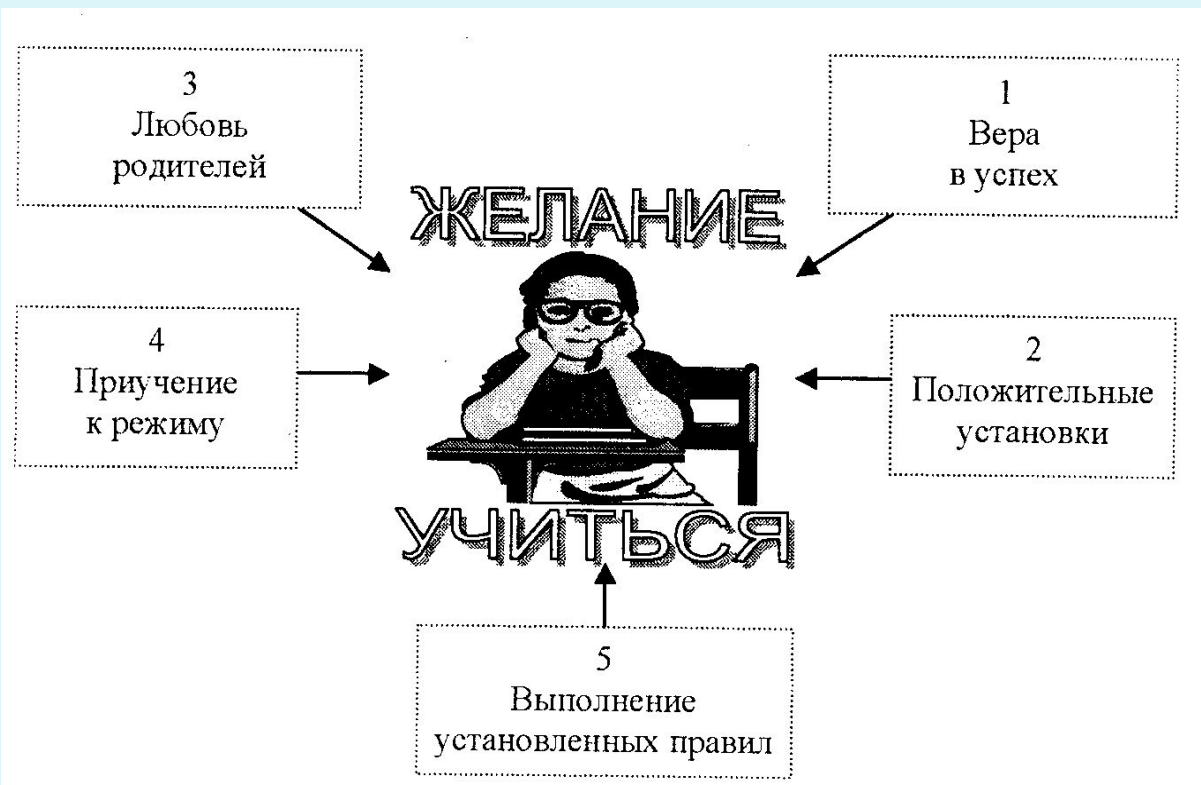 3
Любовь
родителей
1
Вера
в успех
ЖЕЛАНИЕ
4
Приучение
к режиму
2
Положительные
установки
УЧИТЬСЯ
5
Выполнение
установленных правил